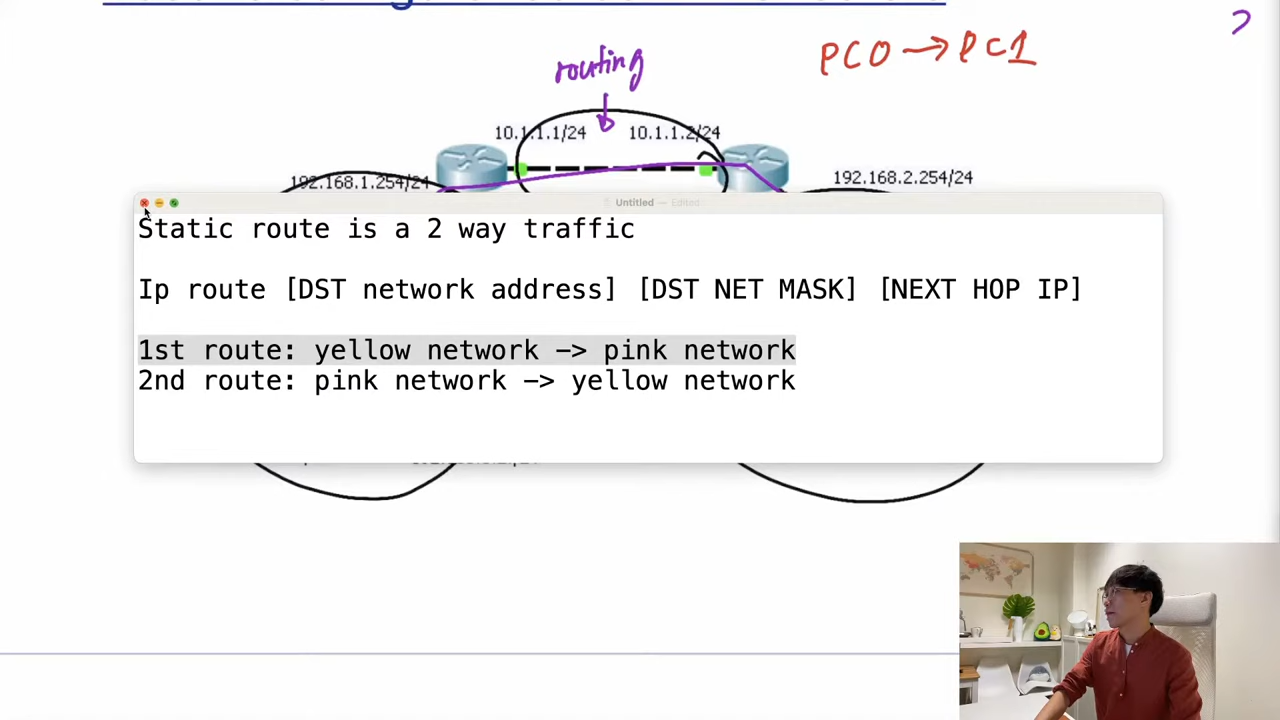 routing
PC0 → PC1
10.1.1.1/24
10.1.1.2/24
192.168.1.254/24
192.168.2.254/24
Untitled — Edited
Static route is a 2 way traffic
Ip route [DST network address] [DST NET MASK] [NEXT HOP IP]
1st route: yellow network -> pink network
2nd route: pink network -> yellow network